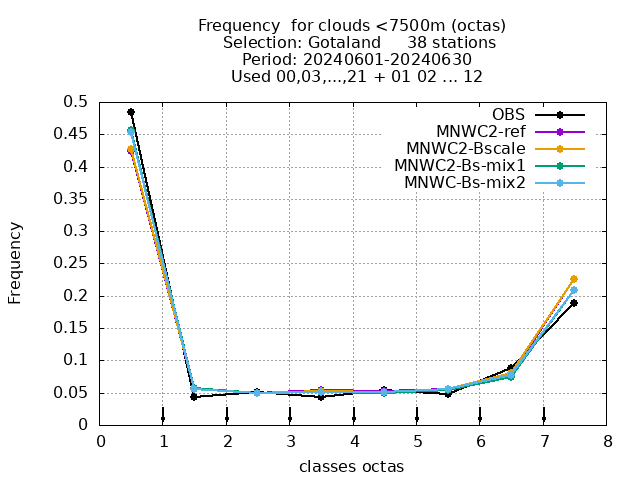 Frequency  for clouds <7500m (octas)
Selection: Gotaland     38 stations
Period: 20240601-20240630
Used 00,03,...,21 + 01 02 ... 12
0.5
0.45
0.4
0.35
0.3
0.25
0.2
0.15
0.1
0.05
0
Frequency
OBS
MNWC2-ref
MNWC2-Bscale
MNWC2-Bs-mix1
MNWC-Bs-mix2
0 1 2 3 4 5 6 7 8
classes octas